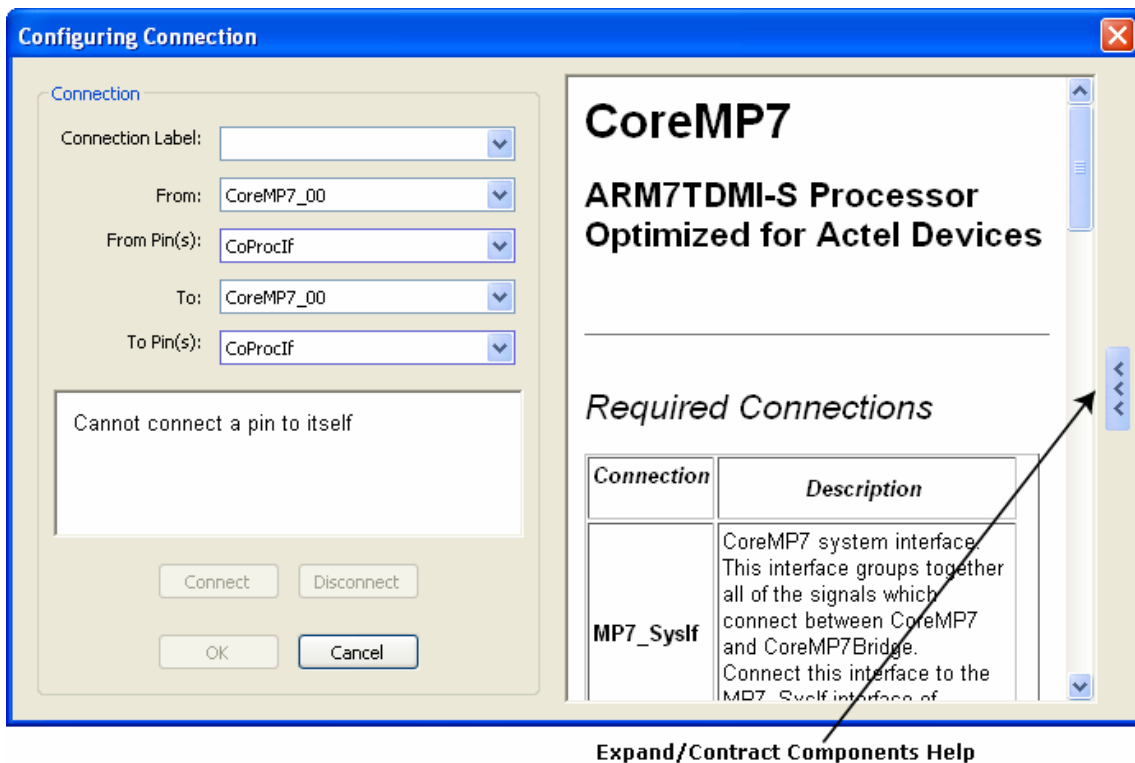 Configuring Connection
Connection
Connection Label:
From: CoreMP7_00
From Pin(s): CoProcIf
To: CoreMP7_00
To Pin(s): CoProcIf
Cannot connect a pin to itself
Connect Disconnect
OK Cancel
CoreMP7
ARM7TDMI-S Processor
Optimized for Actel Devices
Required Connections
Connection Description
MP7_SysIf
CoreMP7 system interface.
This interface groups together
all of the signals which
connect between CoreMP7
and CoreMP7Bridge.
Connect this interface to the
MP7_SysIf interface of
Expand/Contract Components Help